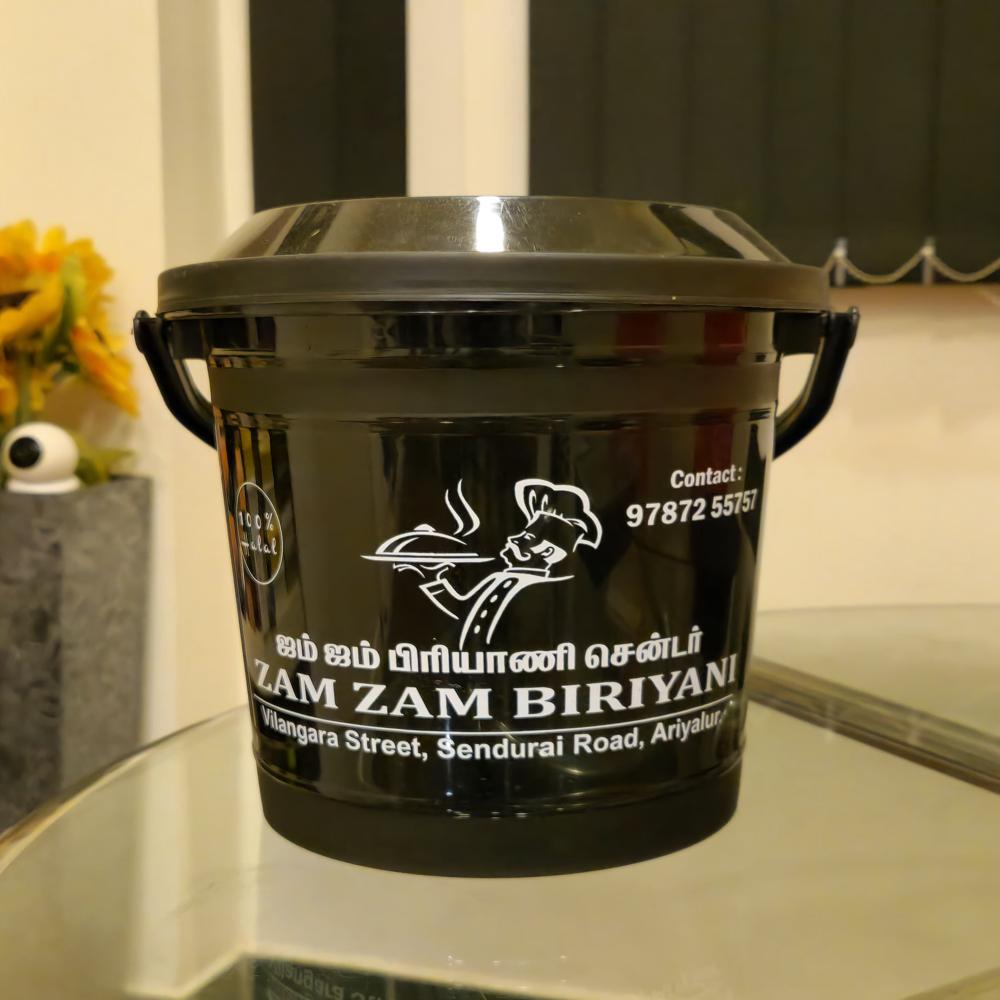 100%
Halal
Contact :
97872 55757
ஜம் ஜம் பிரியாணி சென்டர்
ZAM ZAM BIRIYANI
Vilangara Street, Sendurai Road, Ariyalur.